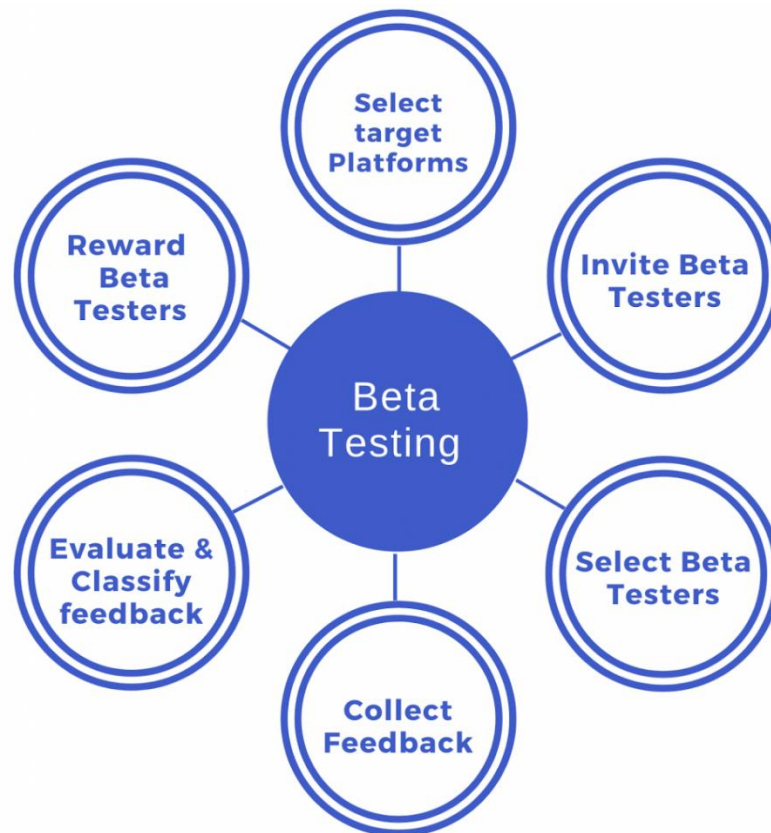 Select
target
Platforms
Invite Beta
Testers
Select Beta
Testers
Collect
Feedback
Evaluate &
Classify
feedback
Reward
Beta
Testers
Beta
Testing